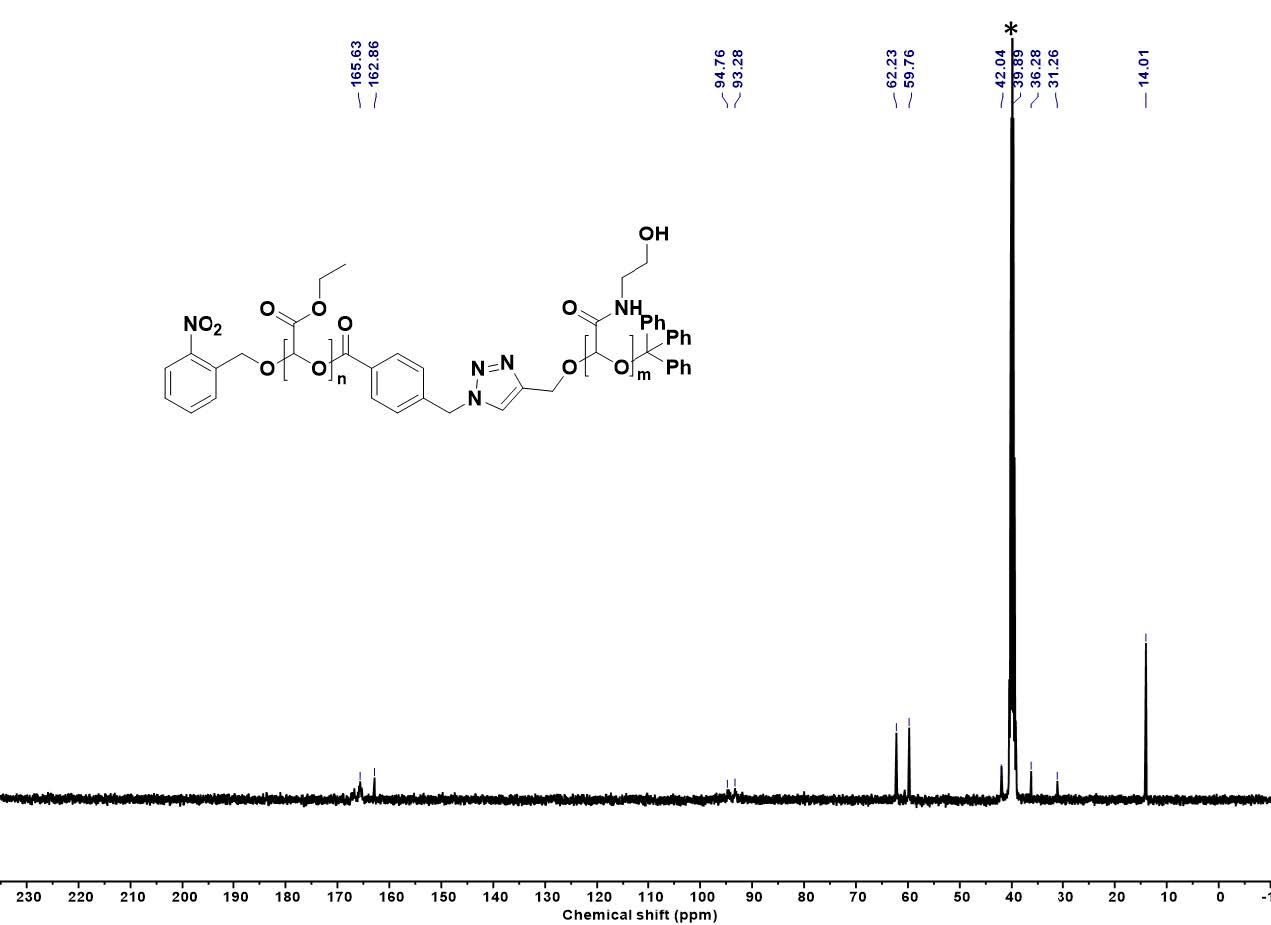 *
165.63
162.86
94.76
93.28
62.23
59.76
42.04
39.89
36.28
31.26
14.01
OH
O
O
O
NH
NO2
O
Ph
Ph
Ph
O
O
n
N
N
N
O
O
m
230 220 210 200 190 180 170 160 150 140 130 120 110 100 90 80 70 60 50 40 30 20 10 0 -1
Chemical shift (ppm)